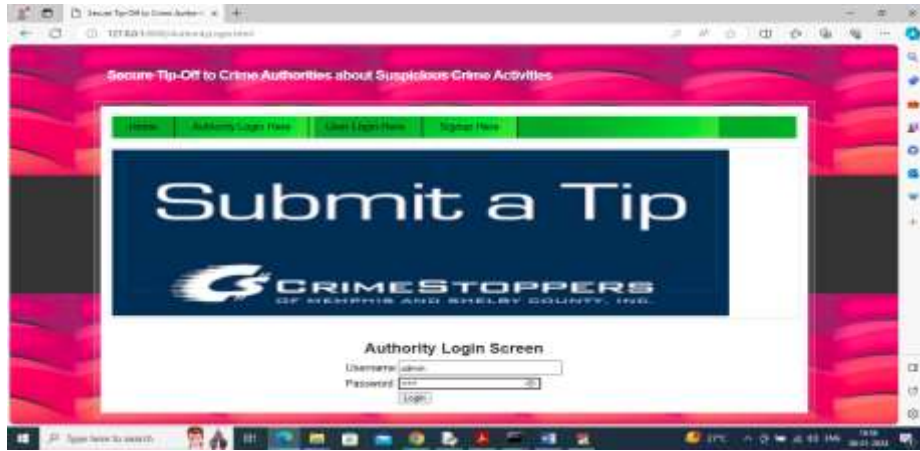 Secure Tip-Off to Crime Authorities about Suspicious Crime Activities
Home Authority Login Here User Login Here Signup Here
Submit a Tip
CRIMESTOPPERS
OF MEMPHIS AND SHELBY COUNTY, INC.
Authority Login Screen
Username admin
Password
Login
Type here to search